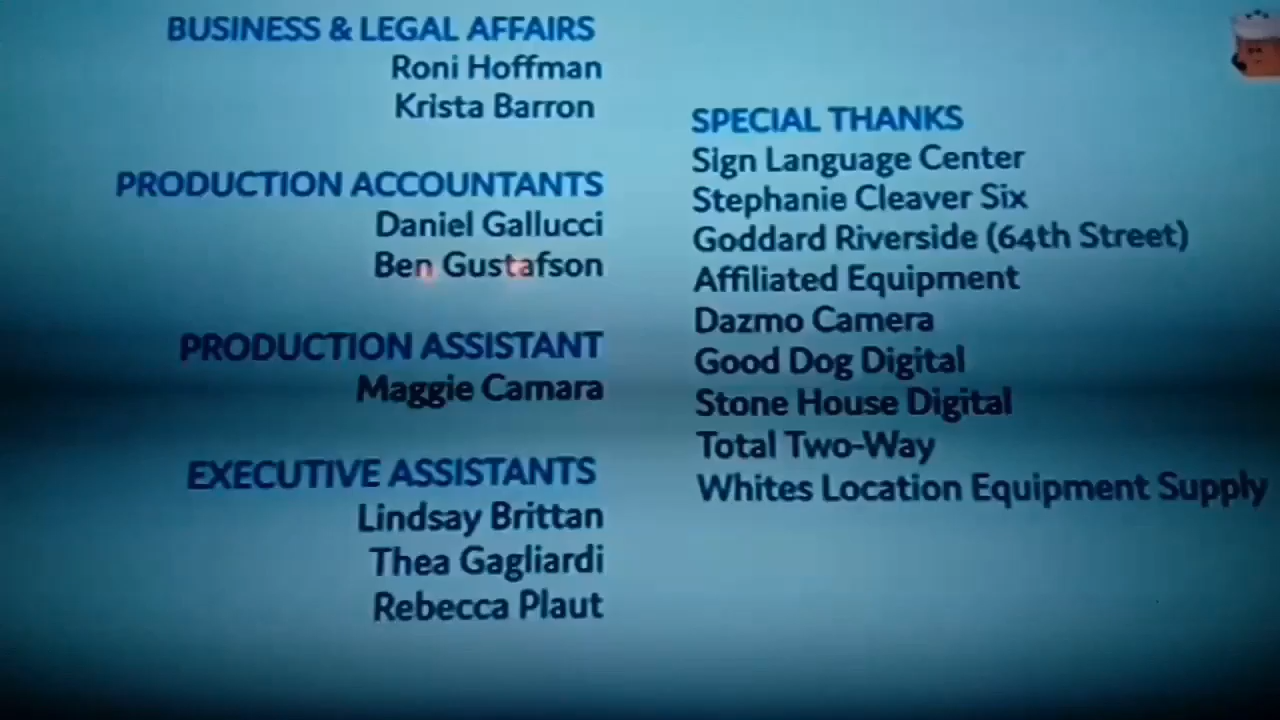 BUSINESS & LEGAL AFFAIRS
Roni Hoffman
Krista Barron
PRODUCTION ACCOUNTANTS
Daniel Gallucci
Ben Gustafson
PRODUCTION ASSISTANT
Maggie Camara
EXECUTIVE ASSISTANTS
Lindsay Brittan
Thea Gagliardi
Rebecca Plaut
SPECIAL THANKS
Sign Language Center
Stephanie Cleaver Six
Goddard Riverside (64th Street)
Affiliated Equipment
Dazmo Camera
Good Dog Digital
Stone House Digital
Total Two-Way
Whites Location Equipment Supply